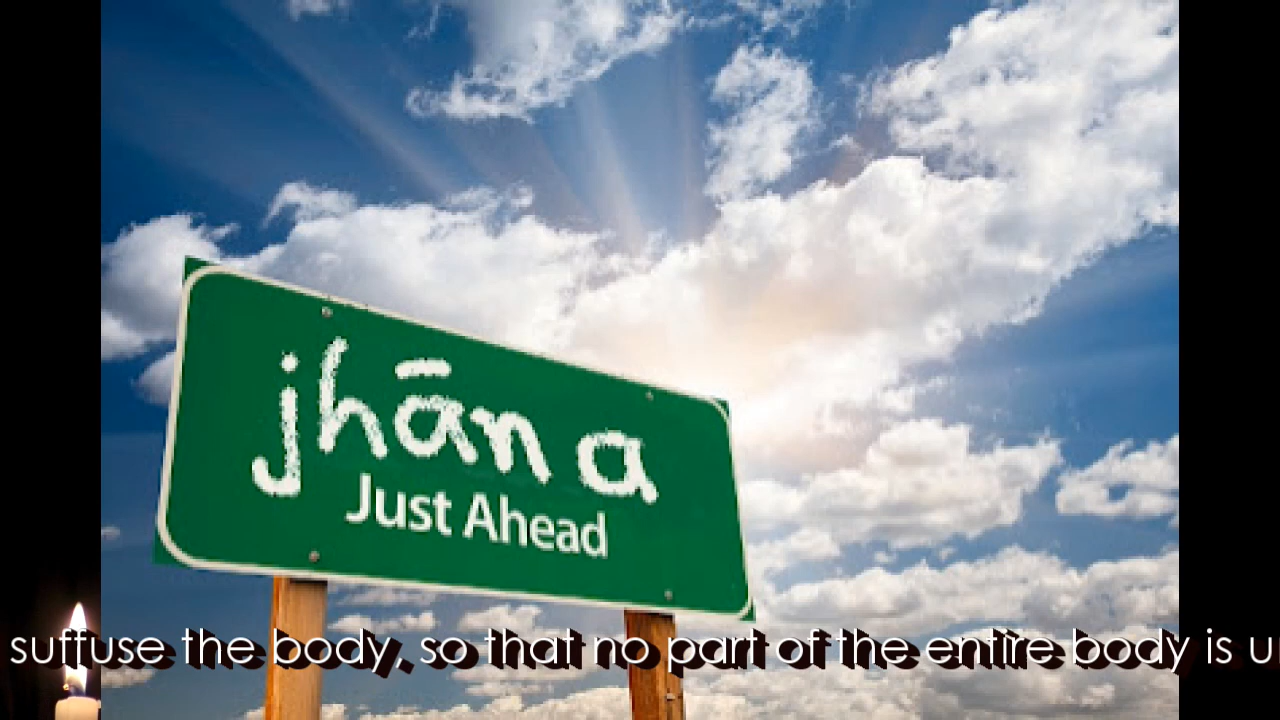 jhāna
Just Ahead
suffuse the body, so that no part of the entire body is